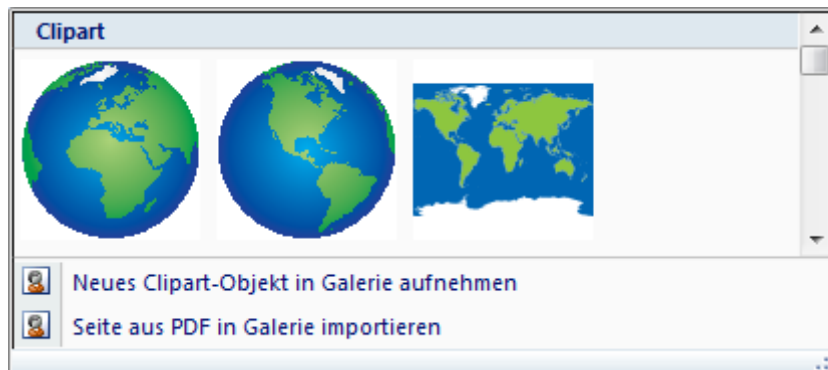 Clipart
Neues Clipart-Objekt in Galerie aufnehmen
Seite aus PDF in Galerie importieren